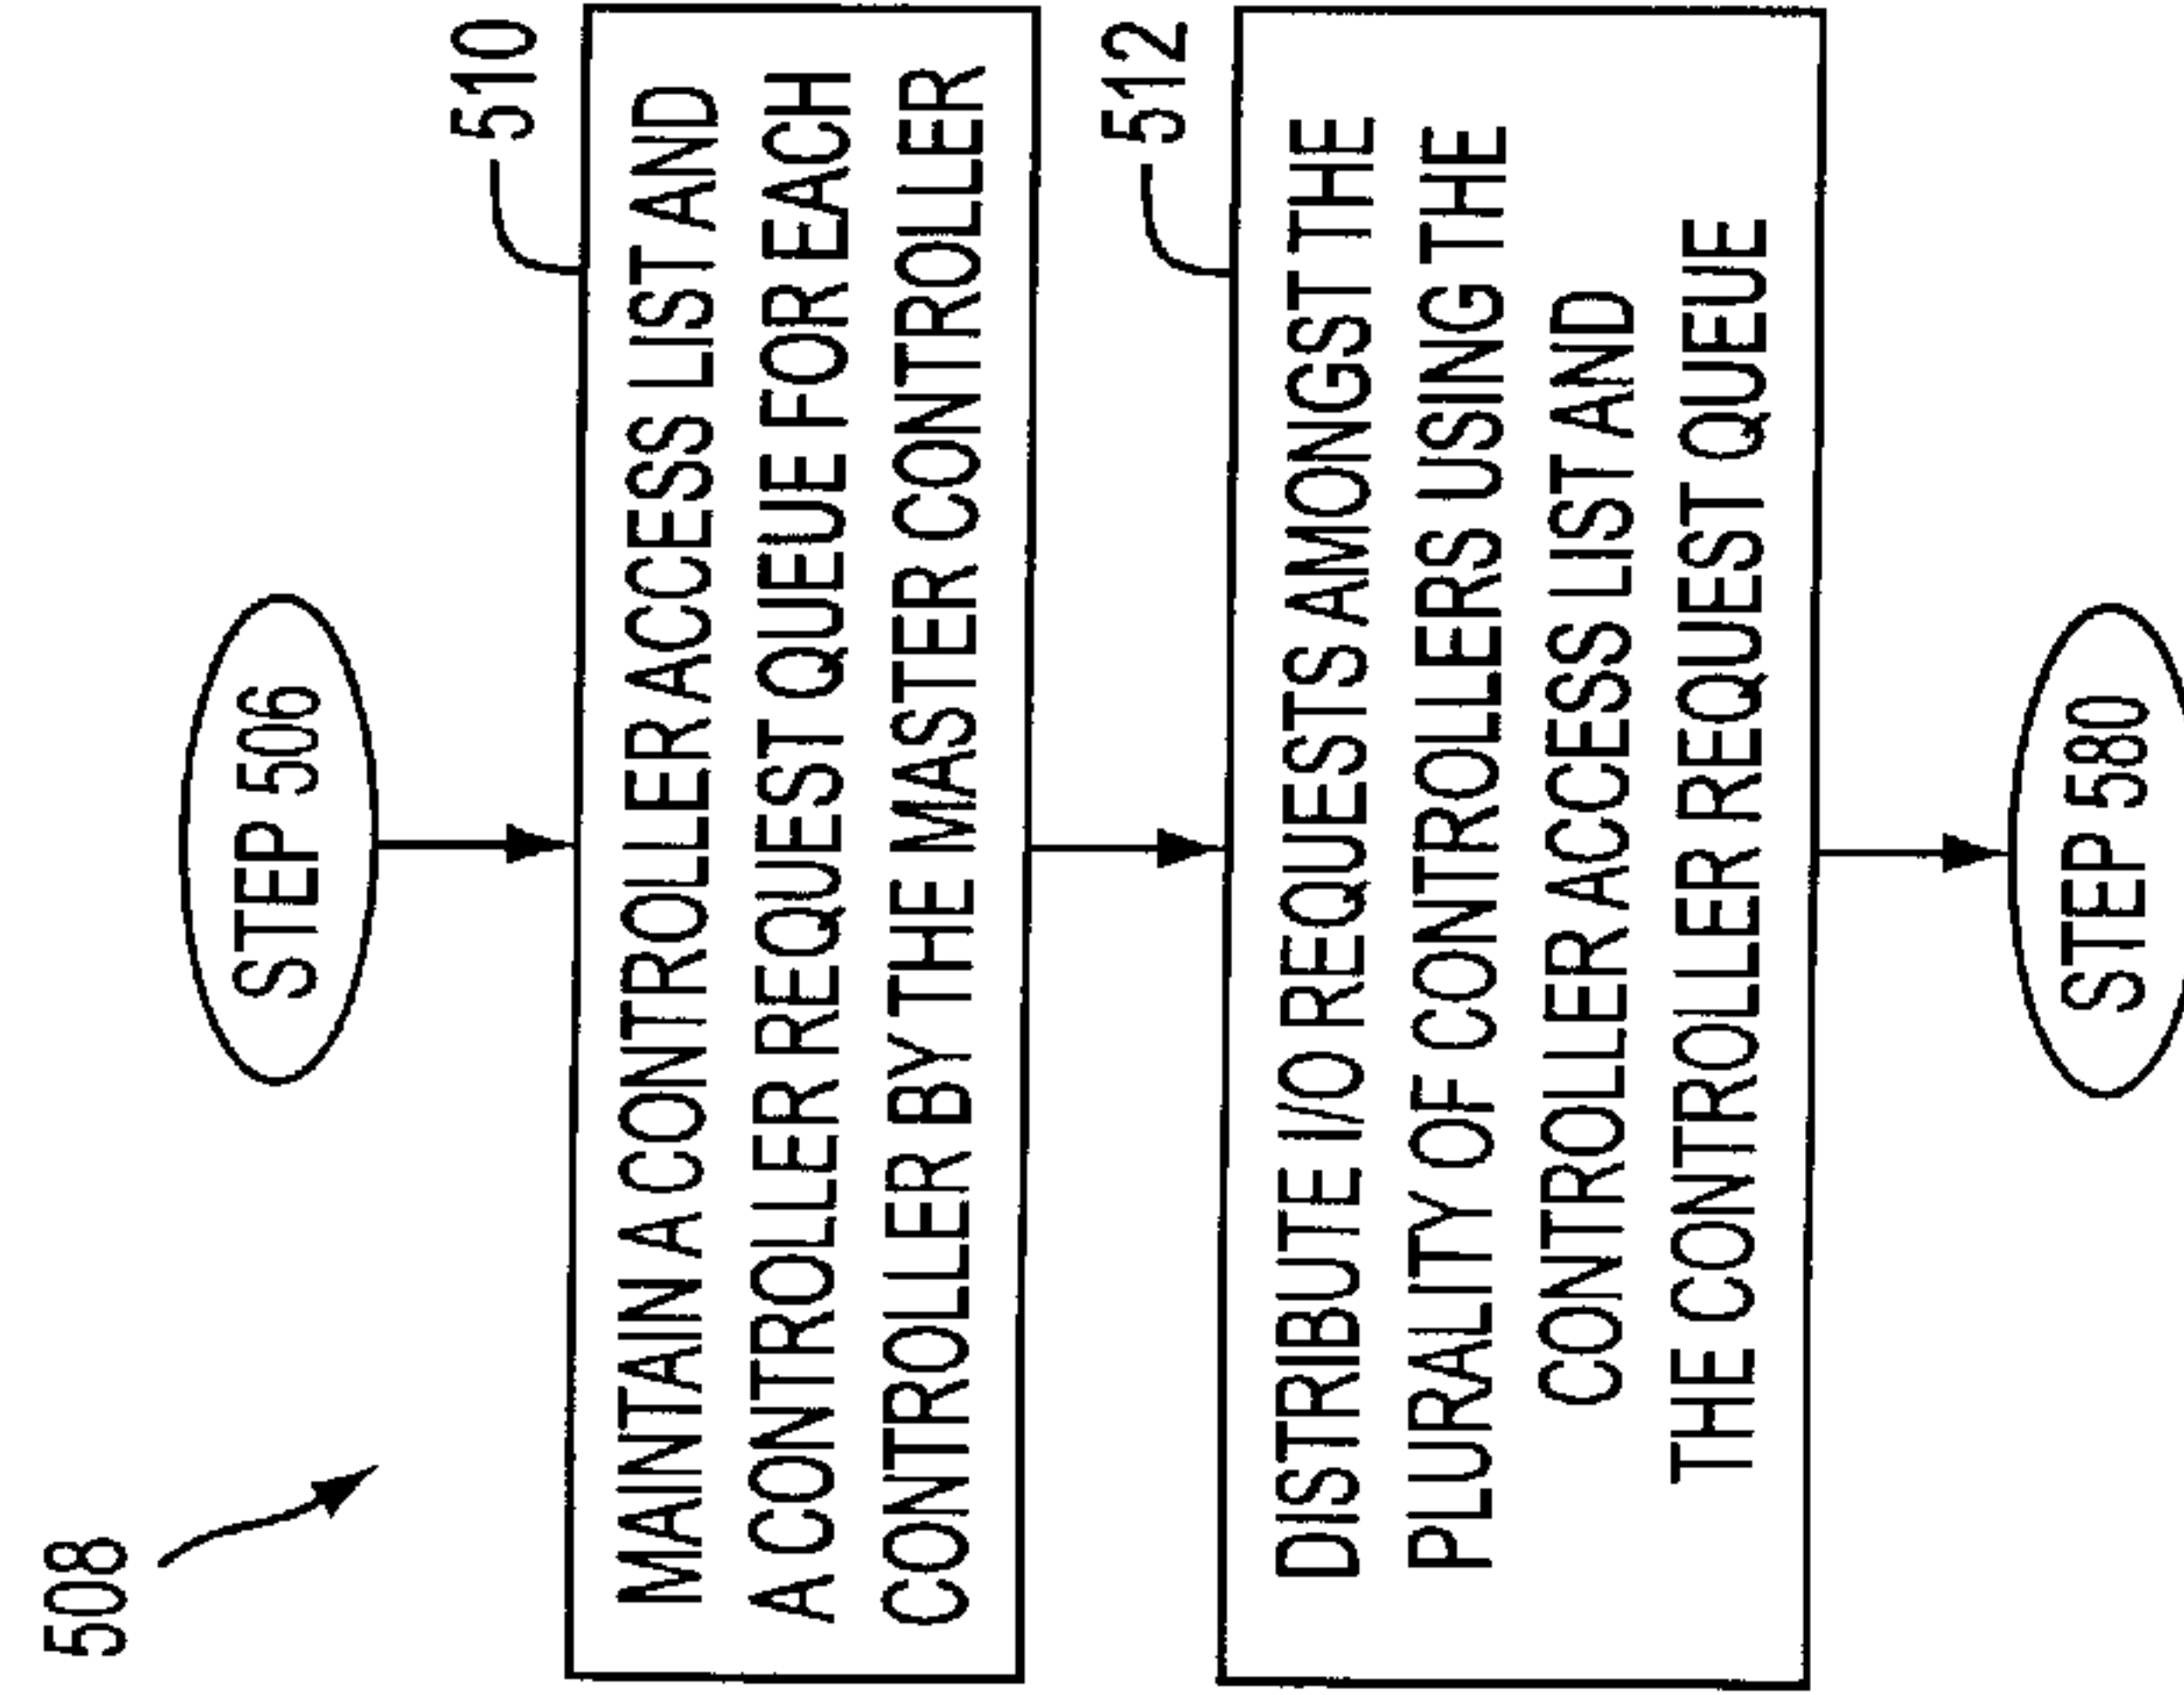 508
STEP 506
510
MAINTAIN A CONTROLLER ACCESS LIST AND
A CONTROLLER REQUEST QUEUE FOR EACH
CONTROLLER BY THE MASTER CONTROLLER
512
DISTRIBUTE I/O REQUESTS AMONGST THE
PLURALITY OF CONTROLLERS USING THE
CONTROLLER ACCESS LIST AND
THE CONTROLLER REQUEST QUEUE
STEP 580